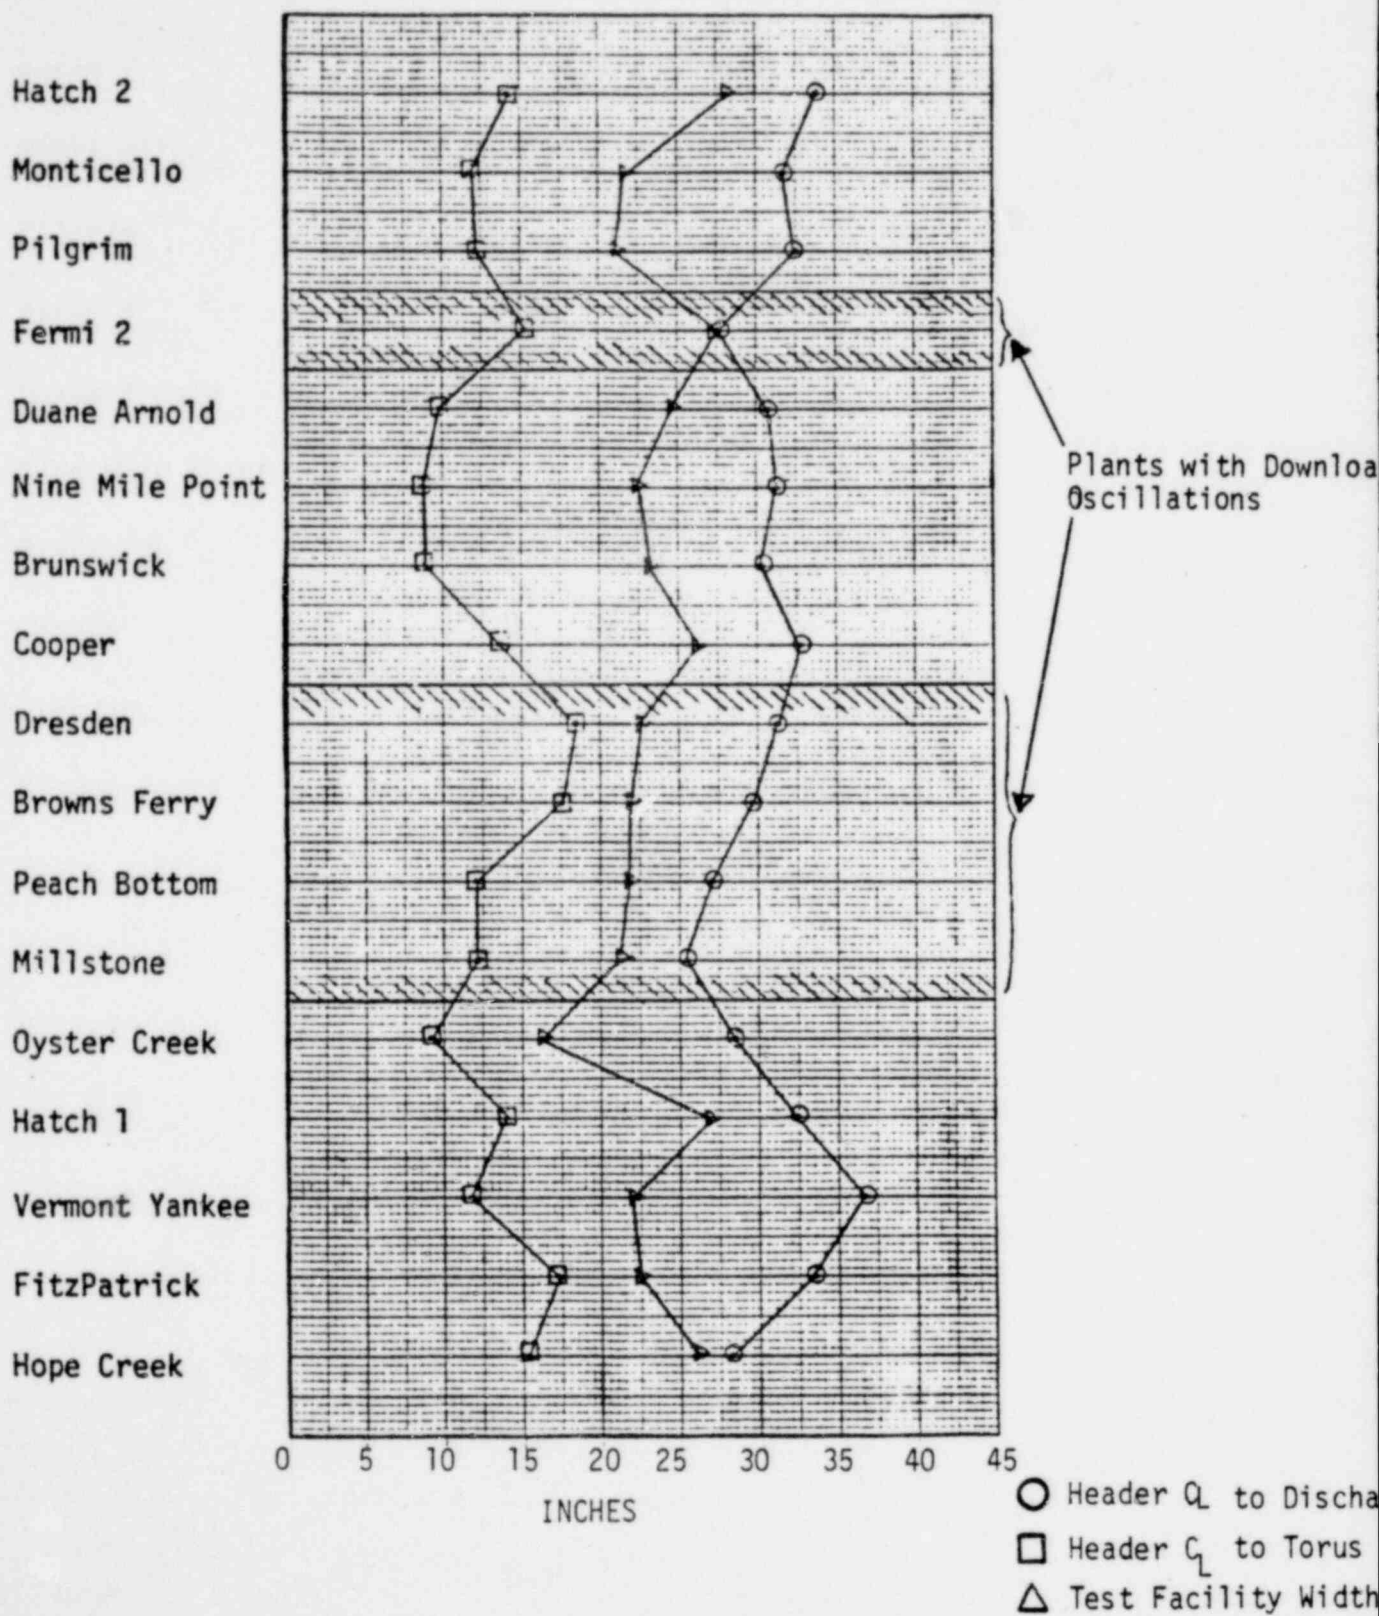 Hatch 2
Monticello
Pilgrim
Fermi 2
Duane Arnold
Nine Mile Point
Brunswick
Cooper
Dresden
Browns Ferry
Peach Bottom
Millstone
Oyster Creek
Hatch 1
Vermont Yankee
FitzPatrick
Hope Creek
Plants with Downloa
Oscillations
0 5 10 15 20 25 30 35 40 45
INCHES
Header CL to Discha
Header CL to Torus
Test Facility Width